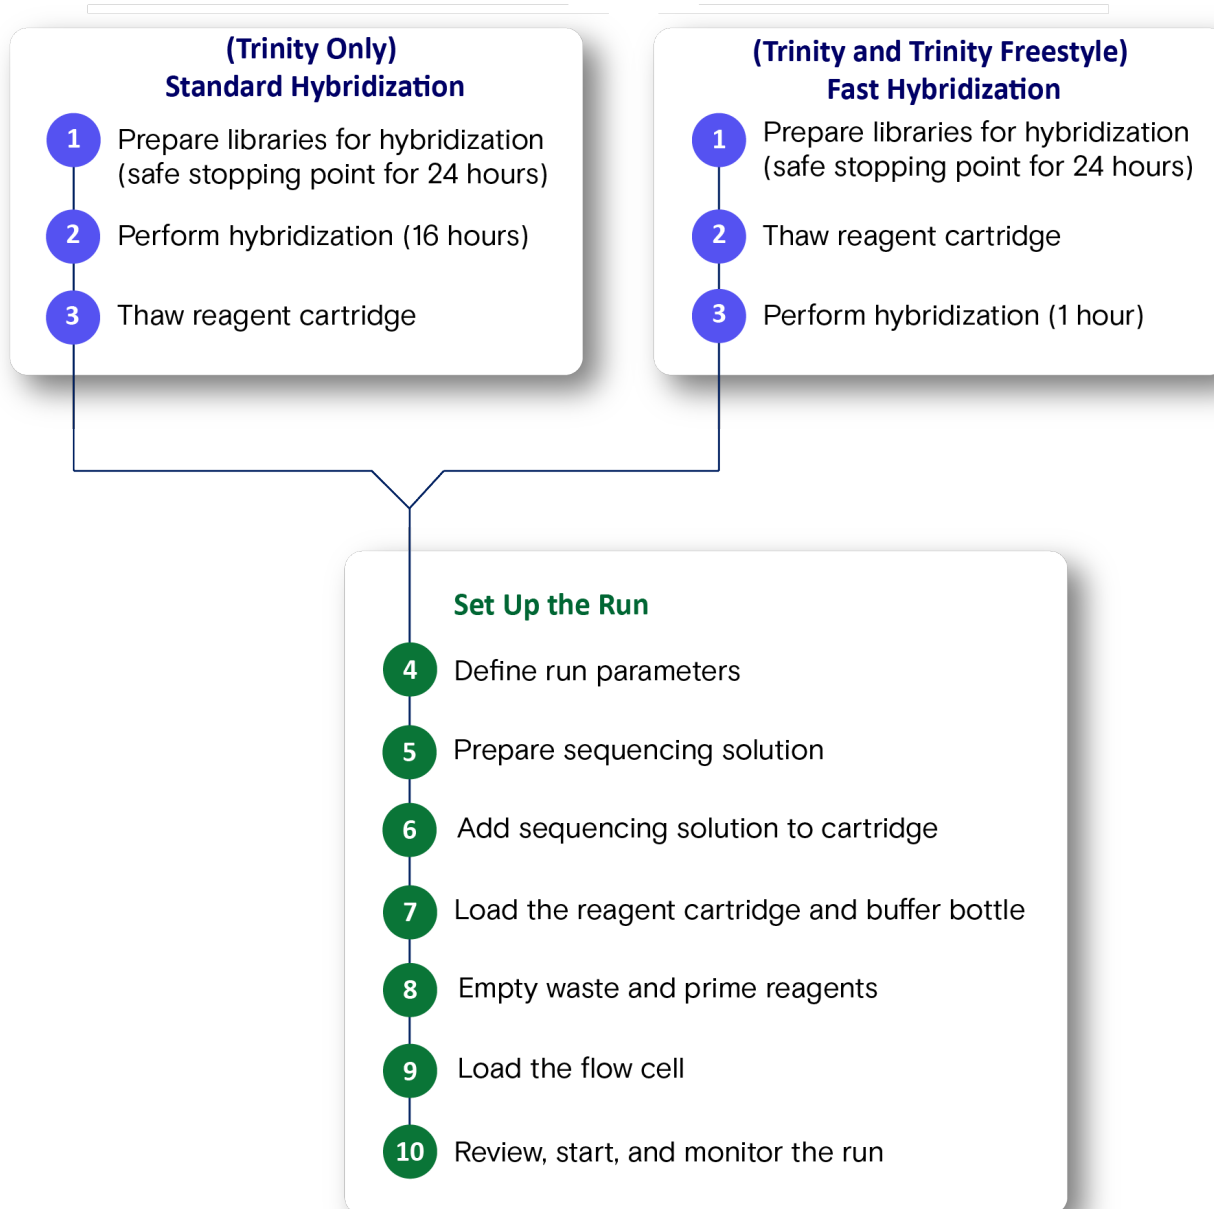 (Trinity Only)
Standard Hybridization
1 Prepare libraries for hybridization
(safe stopping point for 24 hours)
2 Perform hybridization (16 hours)
3 Thaw reagent cartridge
(Trinity and Trinity Freestyle)
Fast Hybridization
1 Prepare libraries for hybridization
(safe stopping point for 24 hours)
2 Thaw reagent cartridge
3 Perform hybridization (1 hour)
Set Up the Run
4 Define run parameters
5 Prepare sequencing solution
6 Add sequencing solution to cartridge
7 Load the reagent cartridge and buffer bottle
8 Empty waste and prime reagents
9 Load the flow cell
10 Review, start, and monitor the run